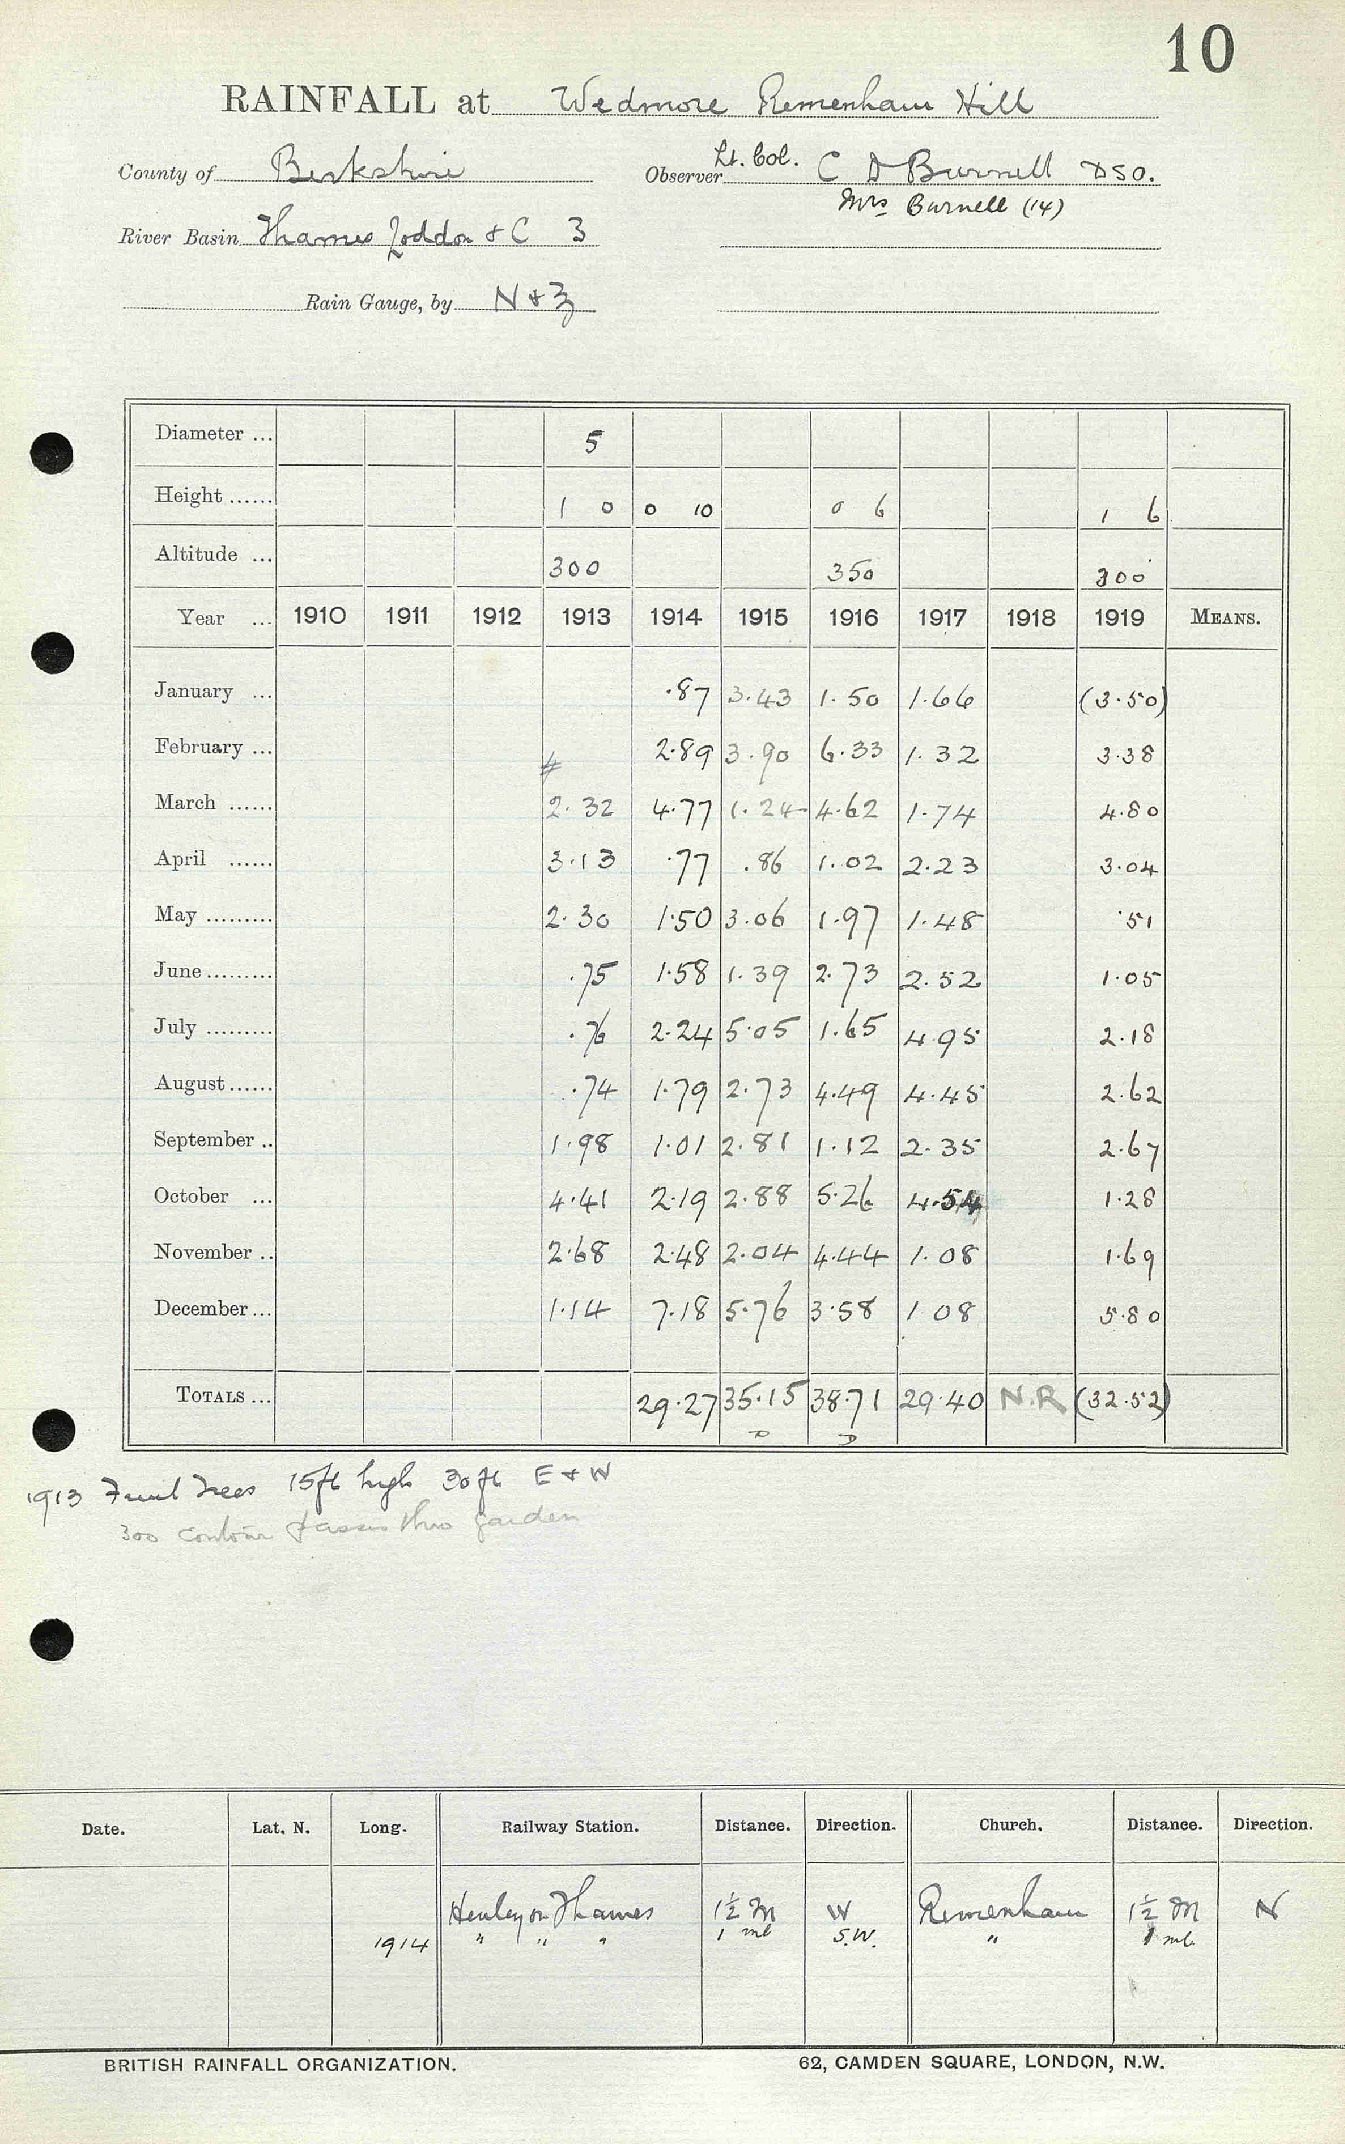 10
RAINFALL at Wedmore Remenham Hill
County of Berkshire Observer Lt. Col. C D Burnell DSO.
Mrs Burnell (14)
River Basin Thames Loddon & C 3
Rain Gauge, by N & Z
Diameter ... 5
Height ...... 1 0 0 10 0 6 1 6
Altitude ... 300 350 300
Year ... 1910 1911 1912 1913 1914 1915 1916 1917 1918 1919 MEANS.
January ... .87 3.43 1.50 1.66 (3.50)
February ... 2.89 3.90 6.33 1.32 3.38
March ...... 2.32 4.77 1.24 4.62 1.74 4.80
April ...... 3.13 .77 .86 1.02 2.23 3.04
May ......... 2.30 1.50 3.06 1.97 1.48 .51
June ......... .75 1.58 1.39 2.73 2.52 1.05
July ......... .76 2.24 5.05 1.65 4.95 2.18
August ...... .74 1.79 2.73 4.49 4.45 2.62
September .. 1.98 1.01 2.81 1.12 2.35 2.67
October ... 4.41 2.19 2.88 5.26 4.54 1.28
November .. 2.68 2.48 2.04 4.44 1.08 1.69
December ... 1.14 7.18 5.76 3.58 1 08 5.80
TOTALS ... 29.27 35.15 38.71 29.40 N.R (32.52)
1913 Fruit Trees 15ft high 30ft E & W
300 contour passes thro garden
Date. Lat. N. Long. Railway Station. Distance. Direction. Church. Distance. Direction.
Henley on Thames 1½ M W Remenham 1½ M N
1914 " " " 1 ml S.W. " 1 ml.
BRITISH RAINFALL ORGANIZATION. 62, CAMDEN SQUARE, LONDON, N.W.